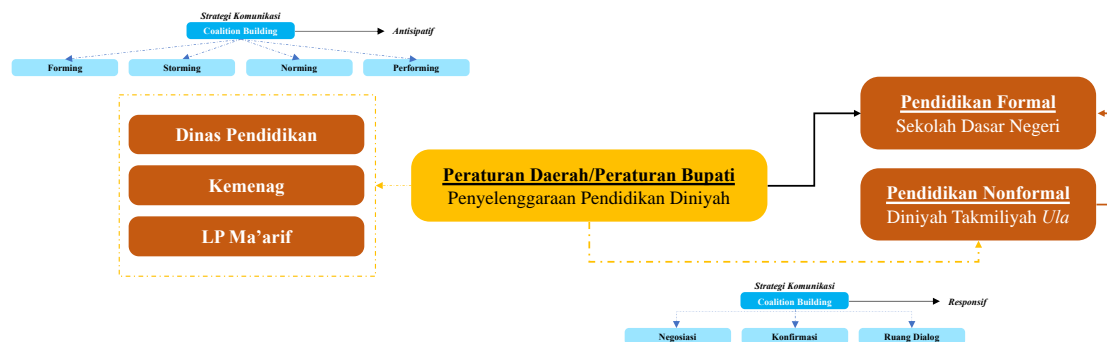 Strategi Komunikasi
Coalition Building
Antisipatif
Forming
Storming
Norming
Performing
Dinas Pendidikan
Kemenag
LP Ma’arif
Peraturan Daerah/Peraturan Bupati
Penyelenggaraan Pendidikan Diniyah
Pendidikan Formal
Sekolah Dasar Negeri
Pendidikan Nonformal
Diniyah Takmiliyah Ula
Strategi Komunikasi
Coalition Building
Responsif
Negosiasi
Konfirmasi
Ruang Dialog